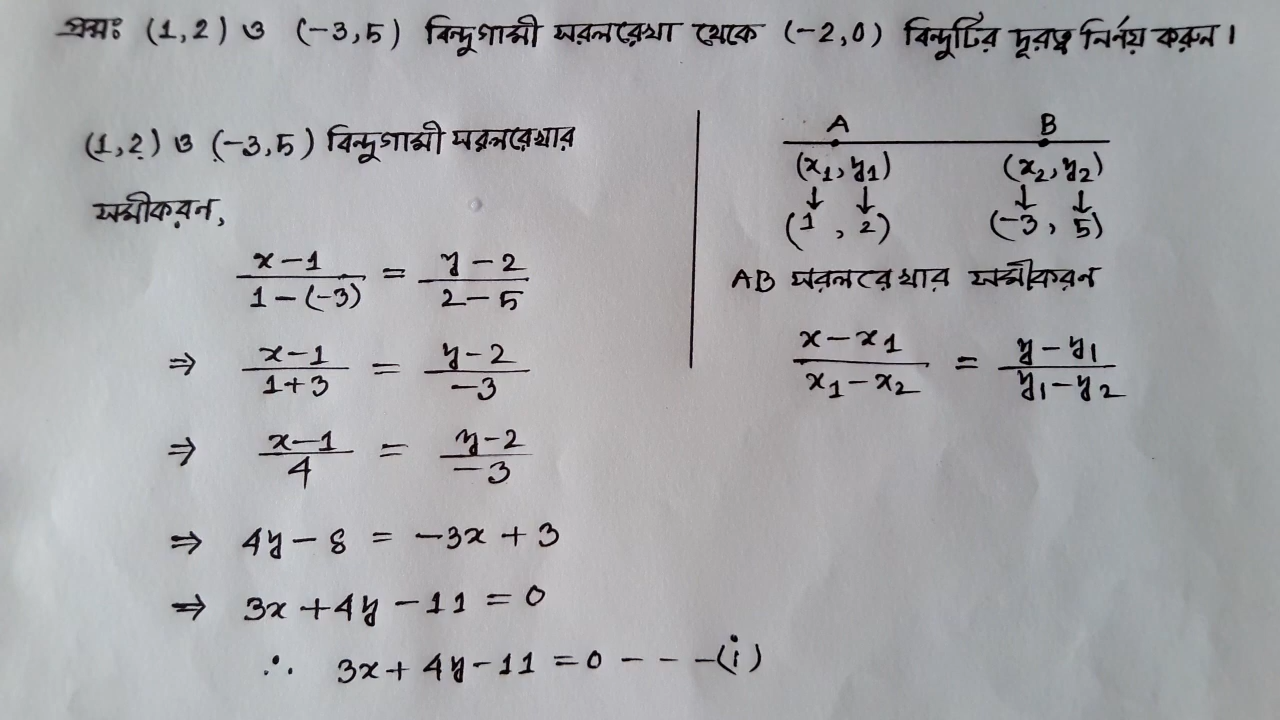 প্রশ্নঃ (1,2) ও (-3,5) বিন্দুগামী সরলরেখা থেকে (-2,0) বিন্দুটির দূরত্ব নির্নয় করুন।
(1,2) ও (-3,5) বিন্দুগামী সরলরেখার
সমীকরন,
(x-1)/(1-(-3)) = (y-2)/(2-5)
⇒ (x-1)/(1+3) = (y-2)/(-3)
⇒ (x-1)/4 = (y-2)/(-3)
⇒ 4y-8 = -3x+3
⇒ 3x+4y-11=0
∴ 3x+4y-11=0 ---(i)
A B
(x₁,y₁) (x₂,y₂)
↓ ↓ ↓ ↓
(1, 2) (-3, 5)
AB সরলরেখার সমীকরন
(x-x₁)/(x₁-x₂) = (y-y₁)/(y₁-y₂)